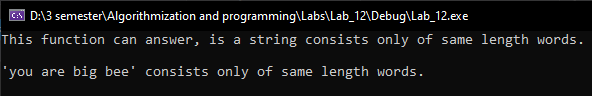 D:\3 semester\Algorithmization and programming\Labs\Lab_12\Debug\Lab_12.exe
This function can answer, is a string consists only of same length words.
'you are big bee' consists only of same length words.